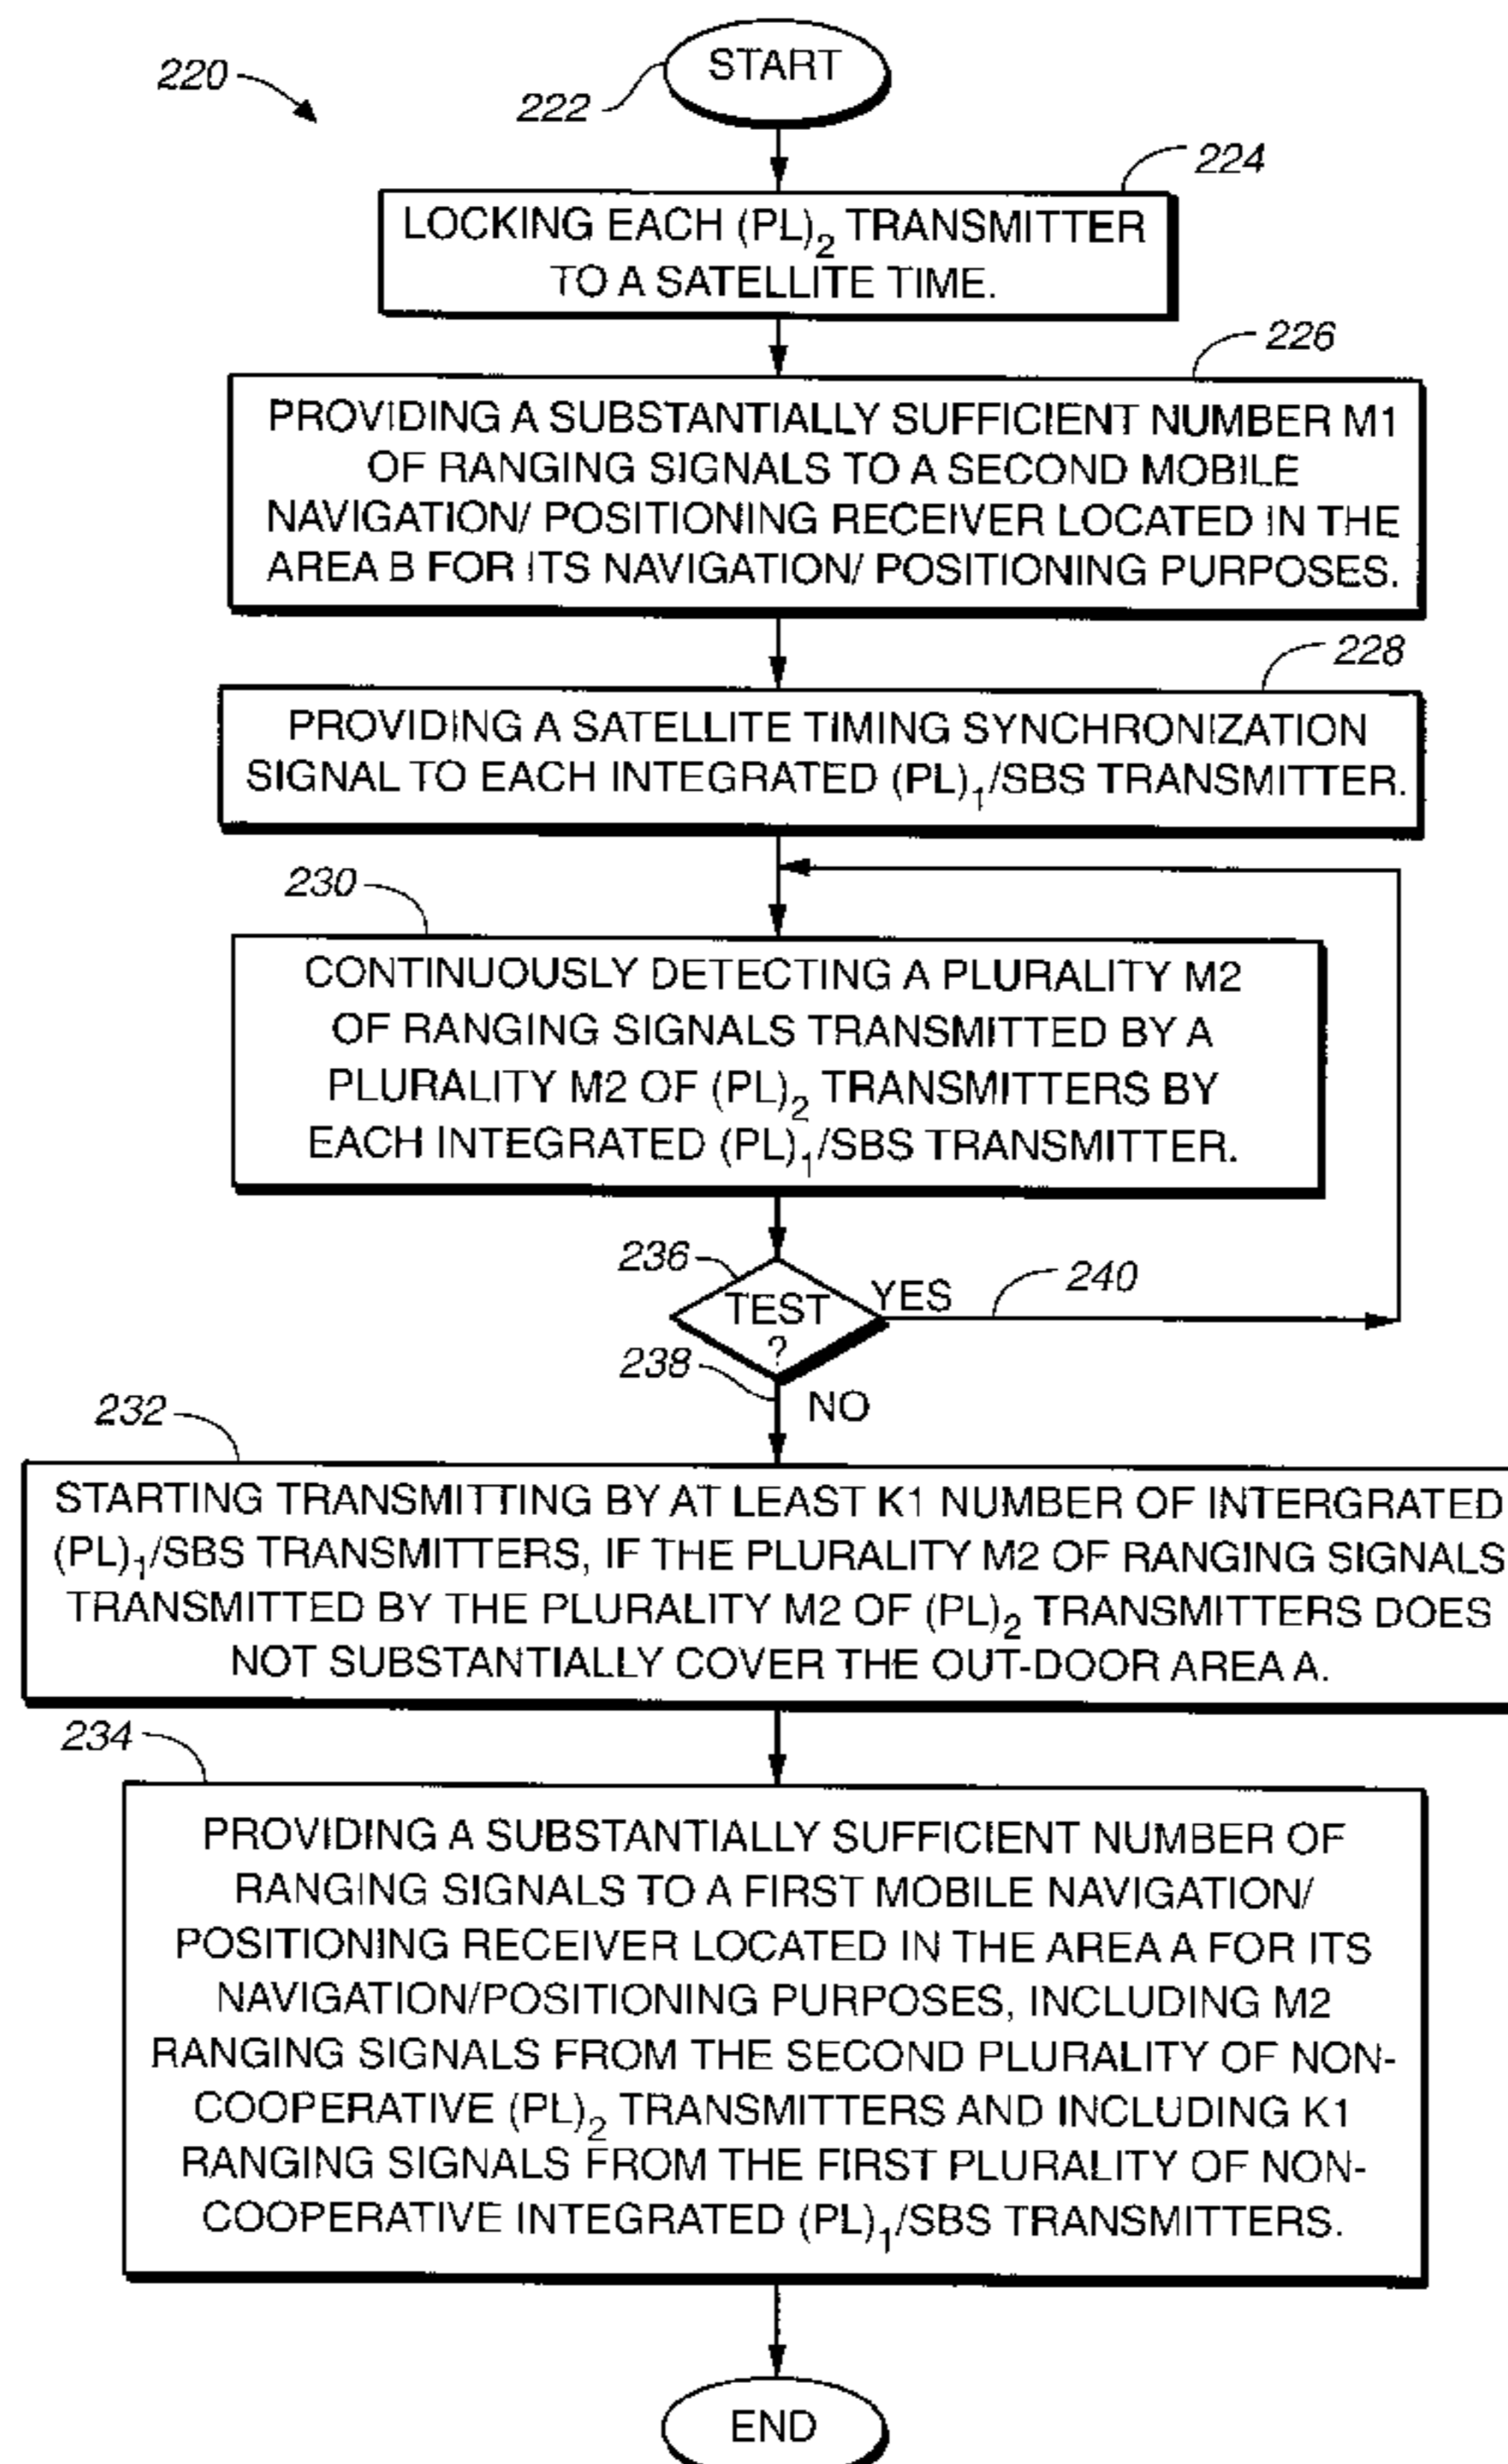 220
START
222
224
LOCKING EACH (PL)2 TRANSMITTER
TO A SATELLITE TIME.
226
PROVIDING A SUBSTANTIALLY SUFFICIENT NUMBER M1
OF RANGING SIGNALS TO A SECOND MOBILE
NAVIGATION/ POSITIONING RECEIVER LOCATED IN THE
AREA B FOR ITS NAVIGATION/ POSITIONING PURPOSES.
228
PROVIDING A SATELLITE TIMING SYNCHRONIZATION
SIGNAL TO EACH INTEGRATED (PL)1/SBS TRANSMITTER.
230
CONTINUOUSLY DETECTING A PLURALITY M2
OF RANGING SIGNALS TRANSMITTED BY A
PLURALITY M2 OF (PL)2 TRANSMITTERS BY
EACH INTEGRATED (PL)1/SBS TRANSMITTER.
236
TEST
?
YES
240
238
NO
232
STARTING TRANSMITTING BY AT LEAST K1 NUMBER OF INTERGRATED
(PL)1/SBS TRANSMITTERS, IF THE PLURALITY M2 OF RANGING SIGNALS
TRANSMITTED BY THE PLURALITY M2 OF (PL)2 TRANSMITTERS DOES
NOT SUBSTANTIALLY COVER THE OUT-DOOR AREA A.
234
PROVIDING A SUBSTANTIALLY SUFFICIENT NUMBER OF
RANGING SIGNALS TO A FIRST MOBILE NAVIGATION/
POSITIONING RECEIVER LOCATED IN THE AREA A FOR ITS
NAVIGATION/POSITIONING PURPOSES, INCLUDING M2
RANGING SIGNALS FROM THE SECOND PLURALITY OF NON-
COOPERATIVE (PL)2 TRANSMITTERS AND INCLUDING K1
RANGING SIGNALS FROM THE FIRST PLURALITY OF NON-
COOPERATIVE INTEGRATED (PL)1/SBS TRANSMITTERS.
END